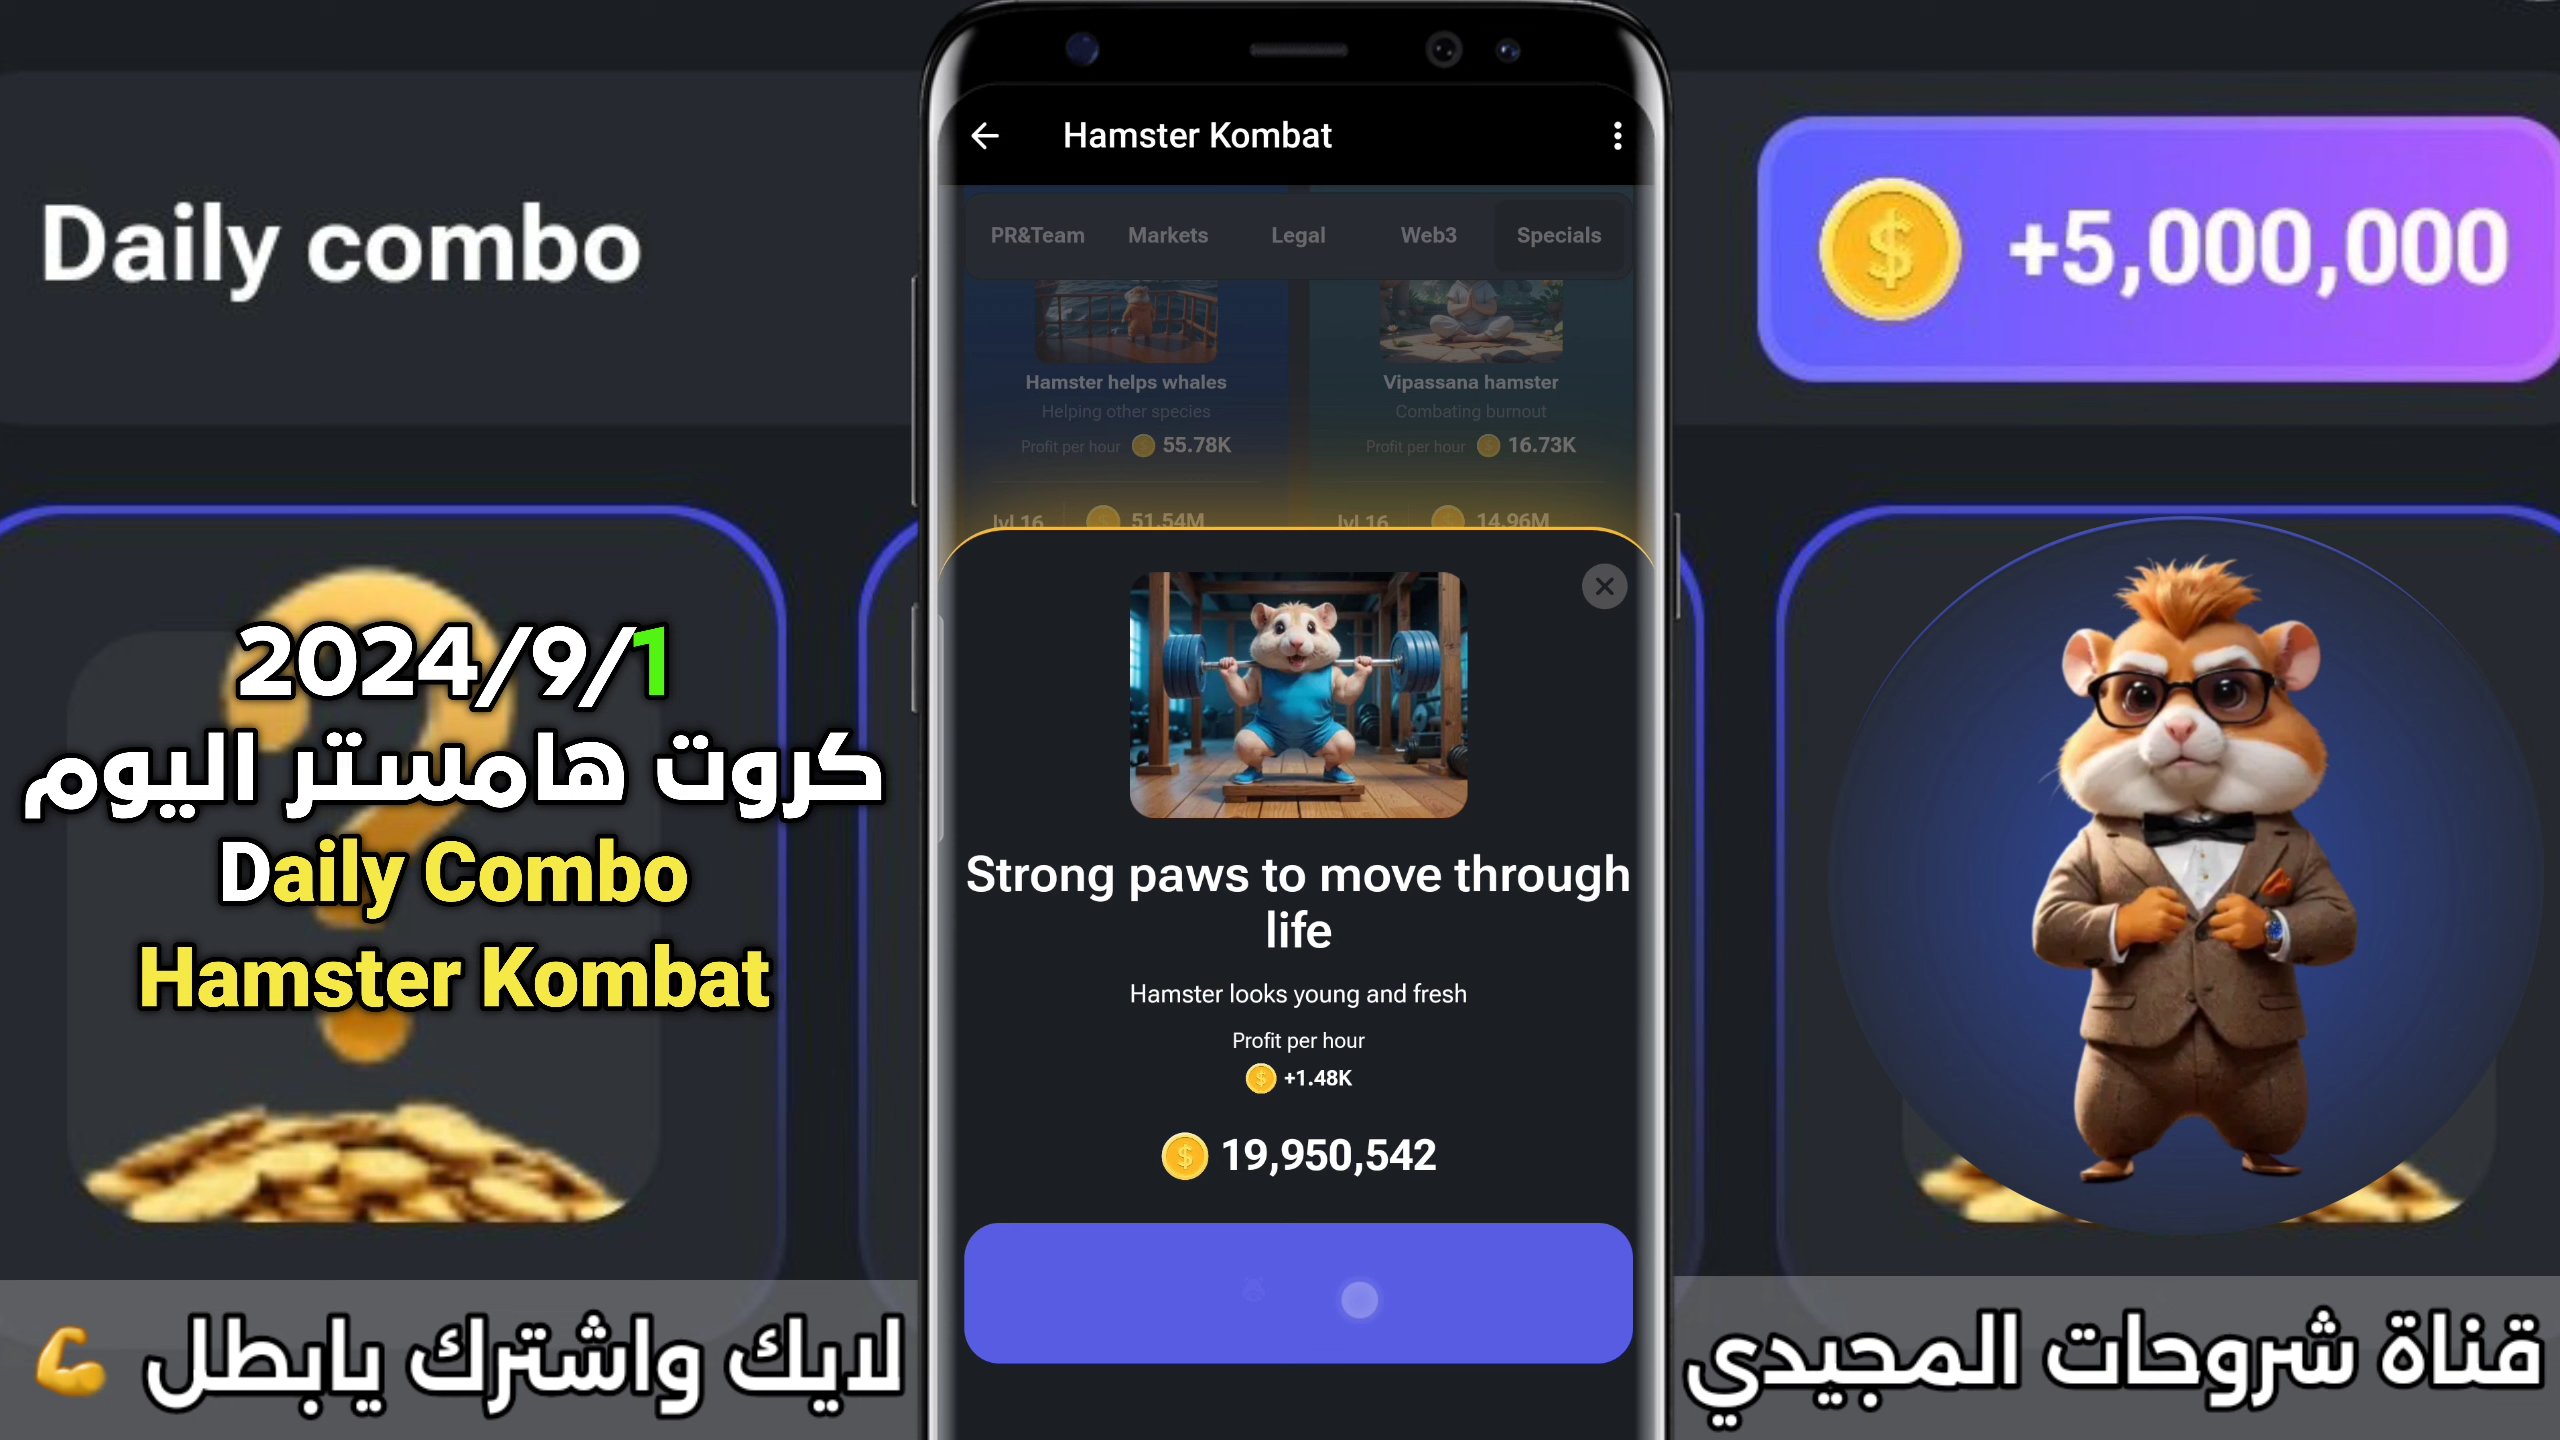 Daily combo
+5,000,000
2024/9/1
كروت هامستر اليوم
Daily Combo
Hamster Kombat
Hamster Kombat
PR&Team Markets Legal Web3 Specials
Hamster helps whales
Helping other species
Profit per hour 55.78K
lvl 16 51.54M
Vipassana hamster
Combating burnout
Profit per hour 16.73K
lvl 16 14.96M
Strong paws to move through
life
Hamster looks young and fresh
Profit per hour
+1.48K
19,950,542
قناة شروحات المجيدي
لايك واشترك يابطل 💪